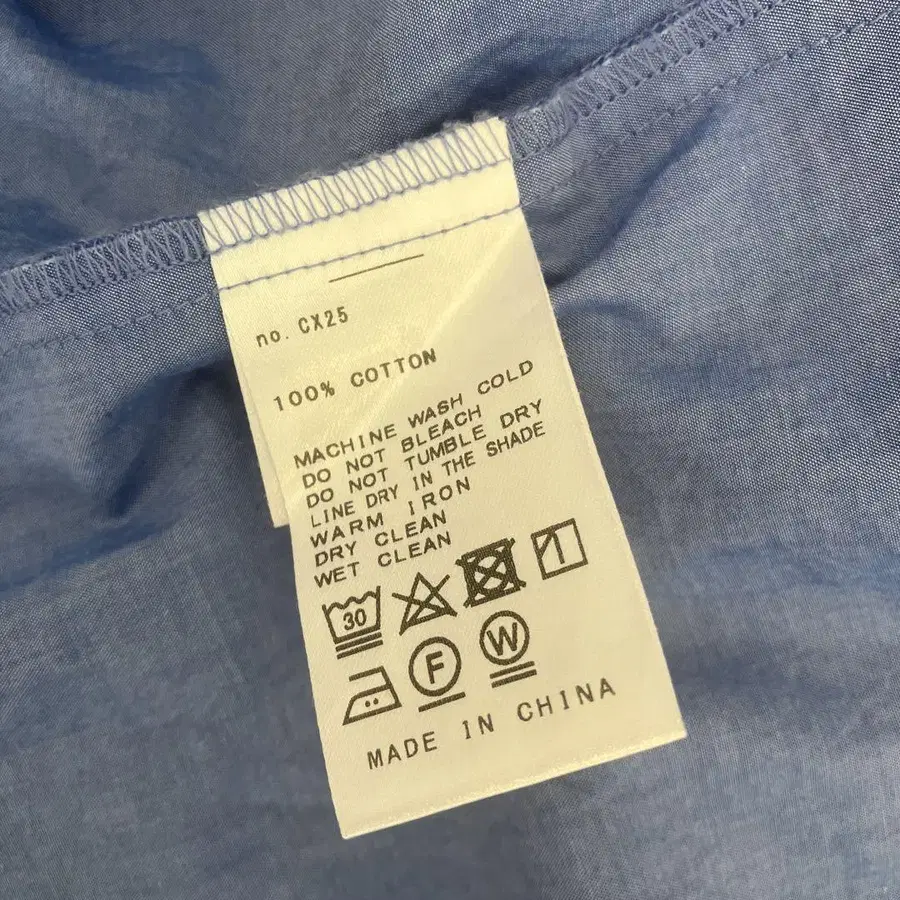 no. CX25
100% COTTON
MACHINE WASH COLD
DO NOT BLEACH
DO NOT TUMBLE DRY
LINE DRY IN THE SHADE
WARM IRON
DRY CLEAN
WET CLEAN
30
F W
MADE IN CHINA